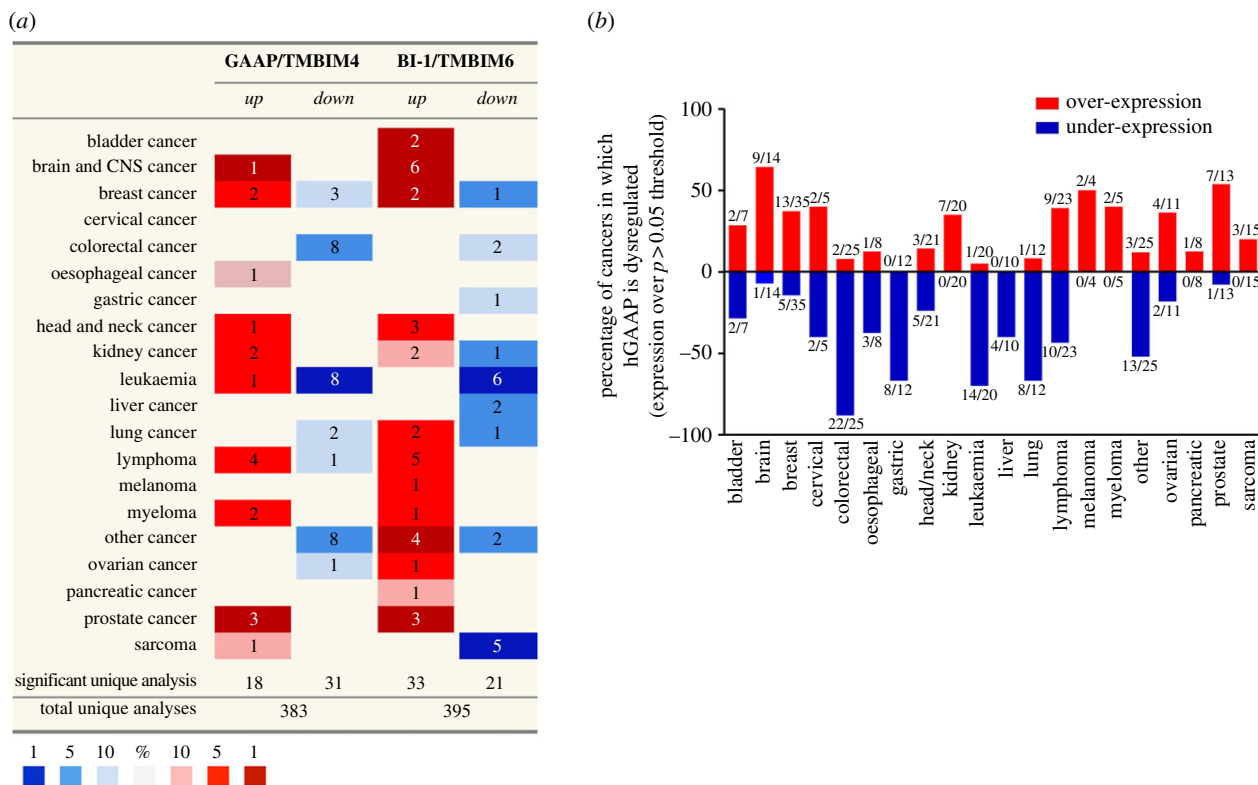 (a)
GAAP/TMBIM4 BI-1/TMBIM6
up down up down
bladder cancer 2
brain and CNS cancer 1 6
breast cancer 2 3 2 1
cervical cancer
colorectal cancer 8 2
oesophageal cancer 1
gastric cancer 1
head and neck cancer 1 3
kidney cancer 2 2 1
leukaemia 1 8 6
liver cancer 2
lung cancer 2 2 1
lymphoma 4 1 5
melanoma 1
myeloma 2 1
other cancer 8 4 2
ovarian cancer 1 1
pancreatic cancer 1
prostate cancer 3 3
sarcoma 1 5
significant unique analysis 18 31 33 21
total unique analyses 383 395
1 5 10 % 10 5 1
(b)
percentage of cancers in which
hGAAP is dysregulated
(expression over p > 0.05 threshold)
over-expression
under-expression
100
50
0
−50
−100
2/7 9/14 13/35 2/5 2/25 1/8 0/12 3/21 7/20 1/20 0/10 1/12 9/23 2/4 2/5 3/25 4/11 1/8 7/13 3/15
2/7 1/14 5/35 2/5 22/25 3/8 8/12 5/21 0/20 14/20 4/10 8/12 10/23 0/4 0/5 13/25 2/11 0/8 1/13 0/15
bladder
brain
breast
cervical
colorectal
oesophageal
gastric
head/neck
kidney
leukaemia
liver
lung
lymphoma
melanoma
myeloma
other
ovarian
pancreatic
prostate
sarcoma